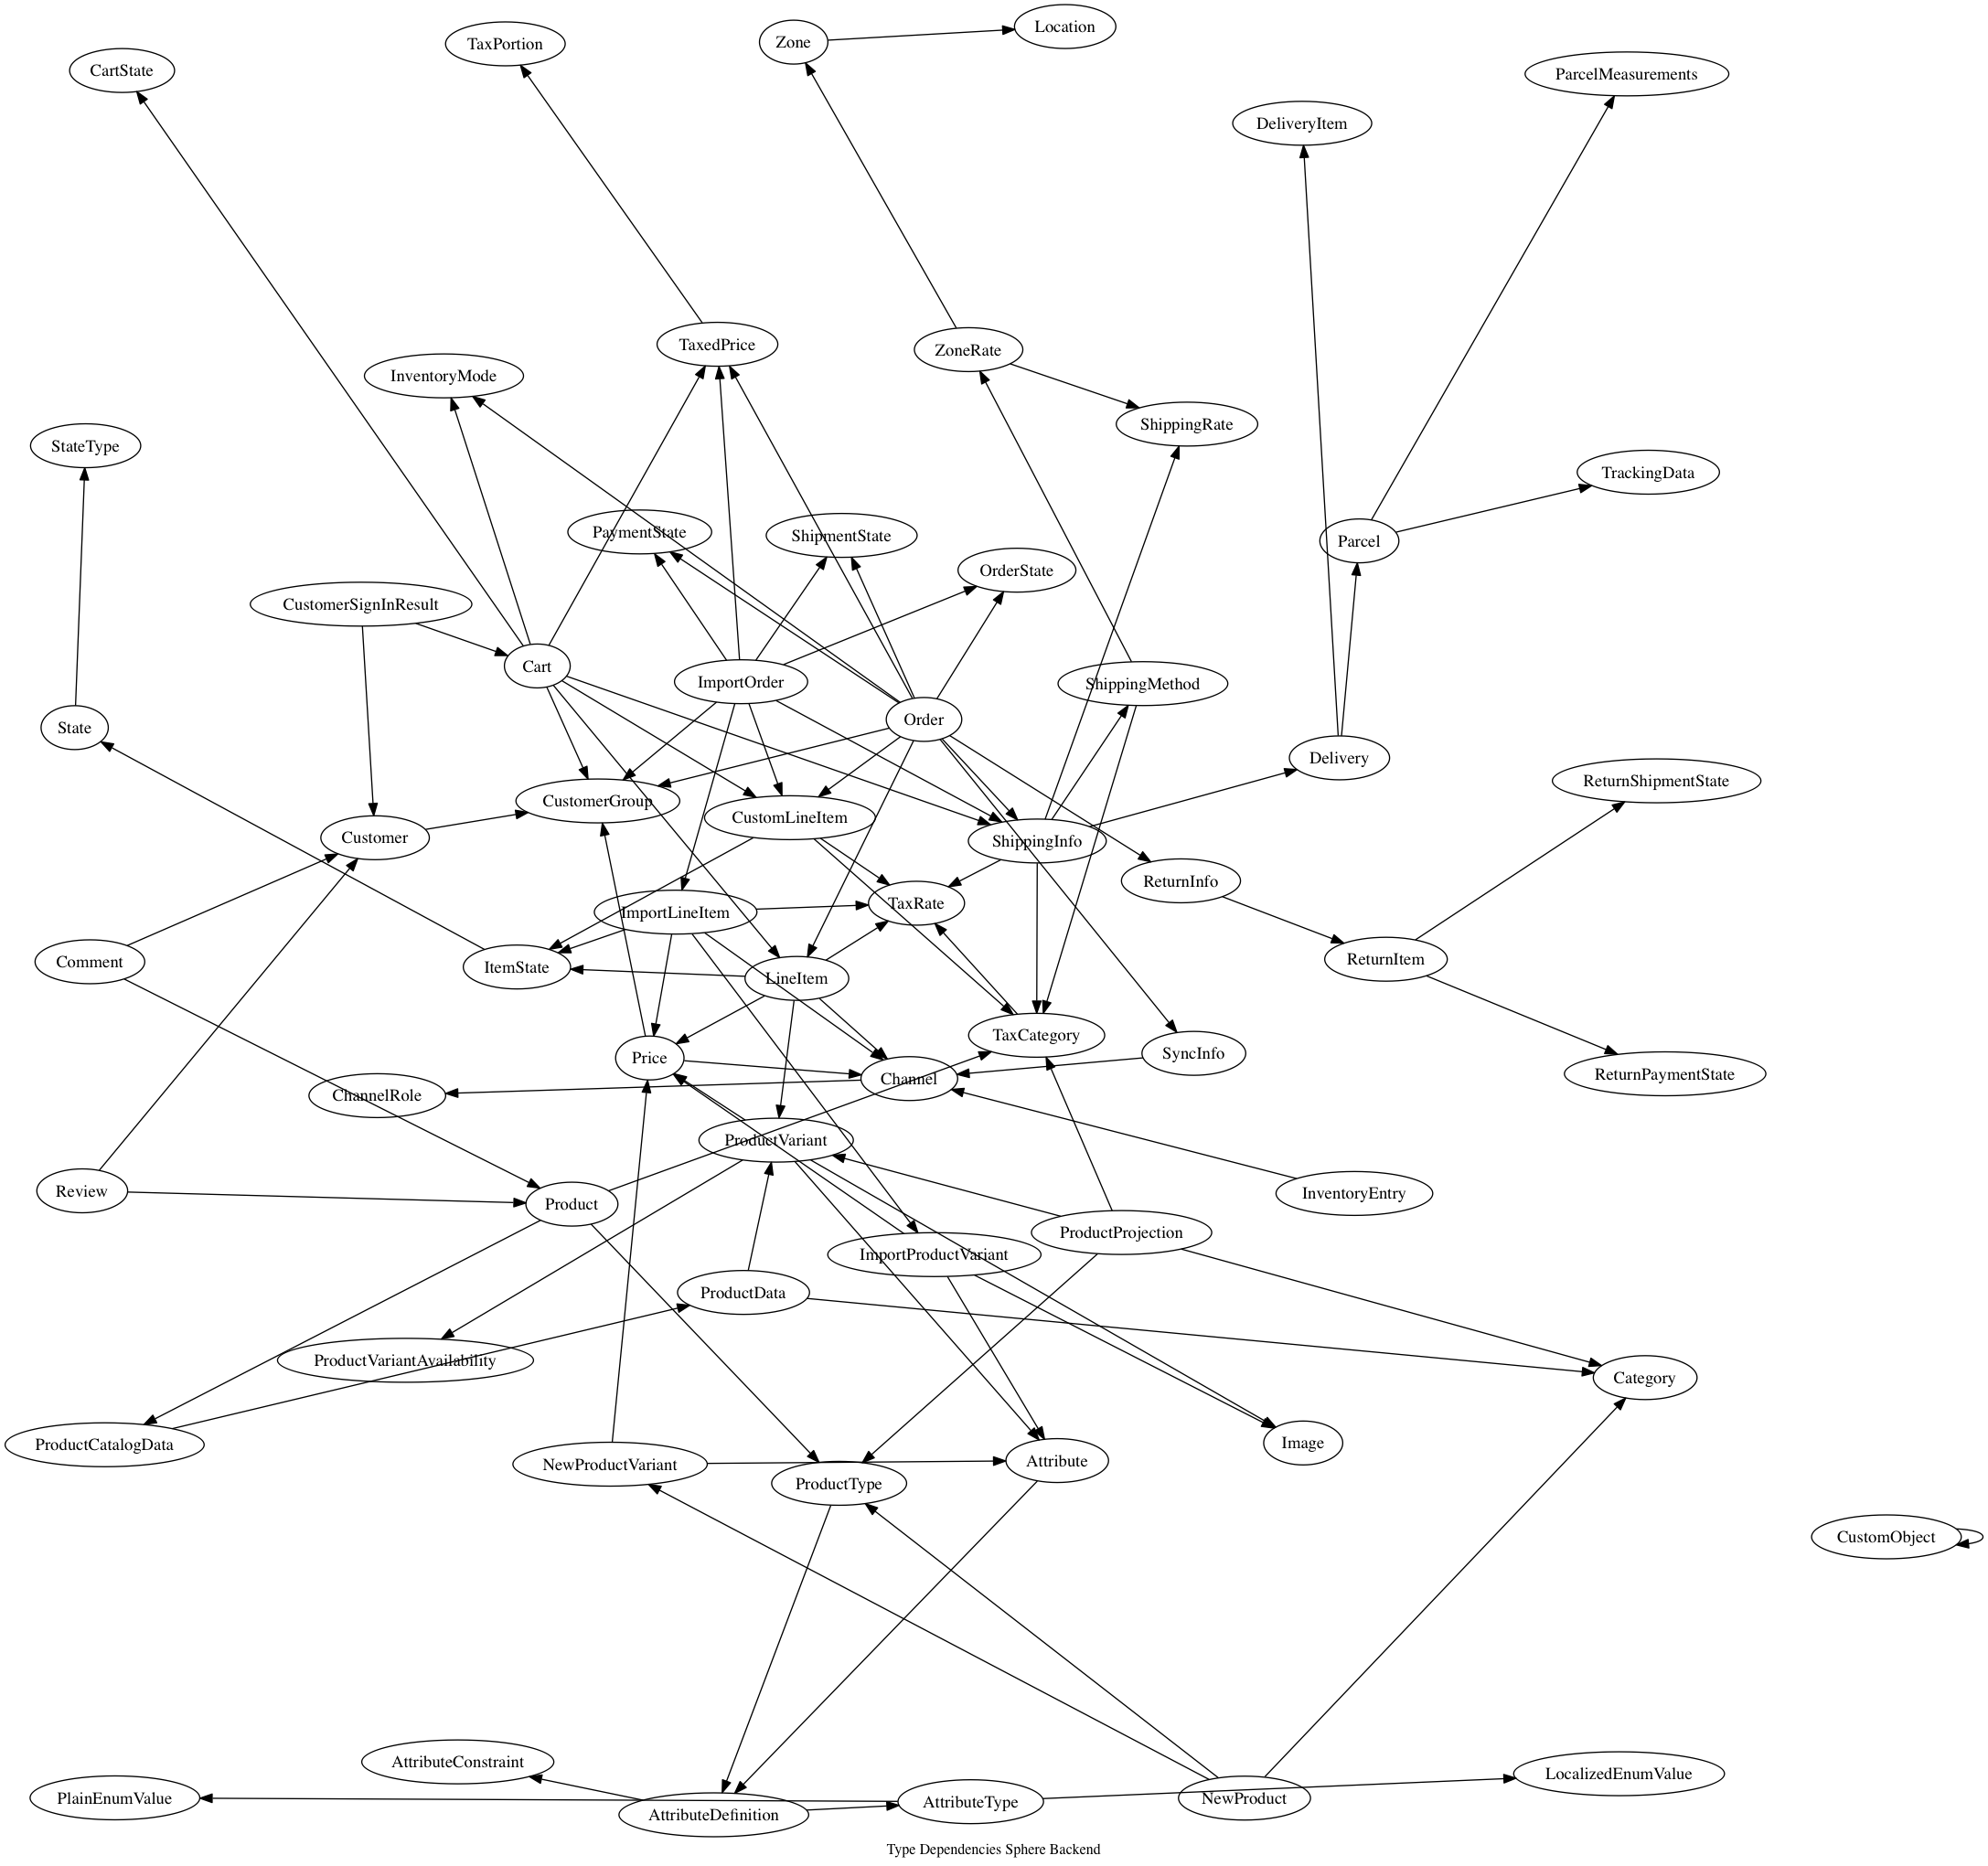 Location
Zone
TaxPortion
CartState
ParcelMeasurements
DeliveryItem
TaxedPrice
ZoneRate
InventoryMode
ShippingRate
StateType
TrackingData
PaymentState
ShipmentState
Parcel
OrderState
CustomerSignInResult
Cart
ImportOrder
ShippingMethod
Order
State
Delivery
ReturnShipmentState
CustomerGroup
CustomLineItem
Customer
ShippingInfo
ReturnInfo
TaxRate
ImportLineItem
ReturnItem
Comment
ItemState
LineItem
TaxCategory
SyncInfo
Price
ReturnPaymentState
Channel
ChannelRole
ProductVariant
Review
InventoryEntry
Product
ProductProjection
ImportProductVariant
ProductData
ProductVariantAvailability
Category
Image
ProductCatalogData
Attribute
NewProductVariant
ProductType
CustomObject
AttributeConstraint
LocalizedEnumValue
PlainEnumValue
NewProduct
AttributeType
AttributeDefinition
Type Dependencies Sphere Backend